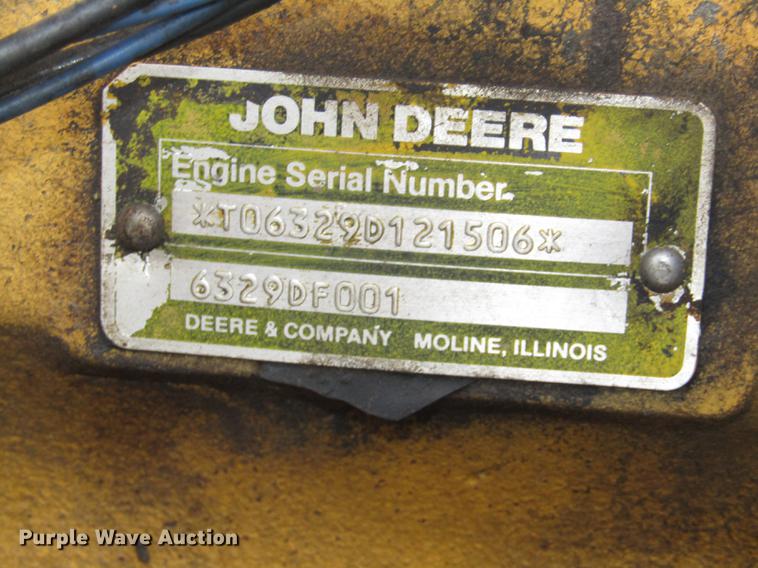 JOHN DEERE
Engine Serial Number
*T06329D121506*
6329DF001
DEERE & COMPANY MOLINE, ILLINOIS
Purple Wave Auction